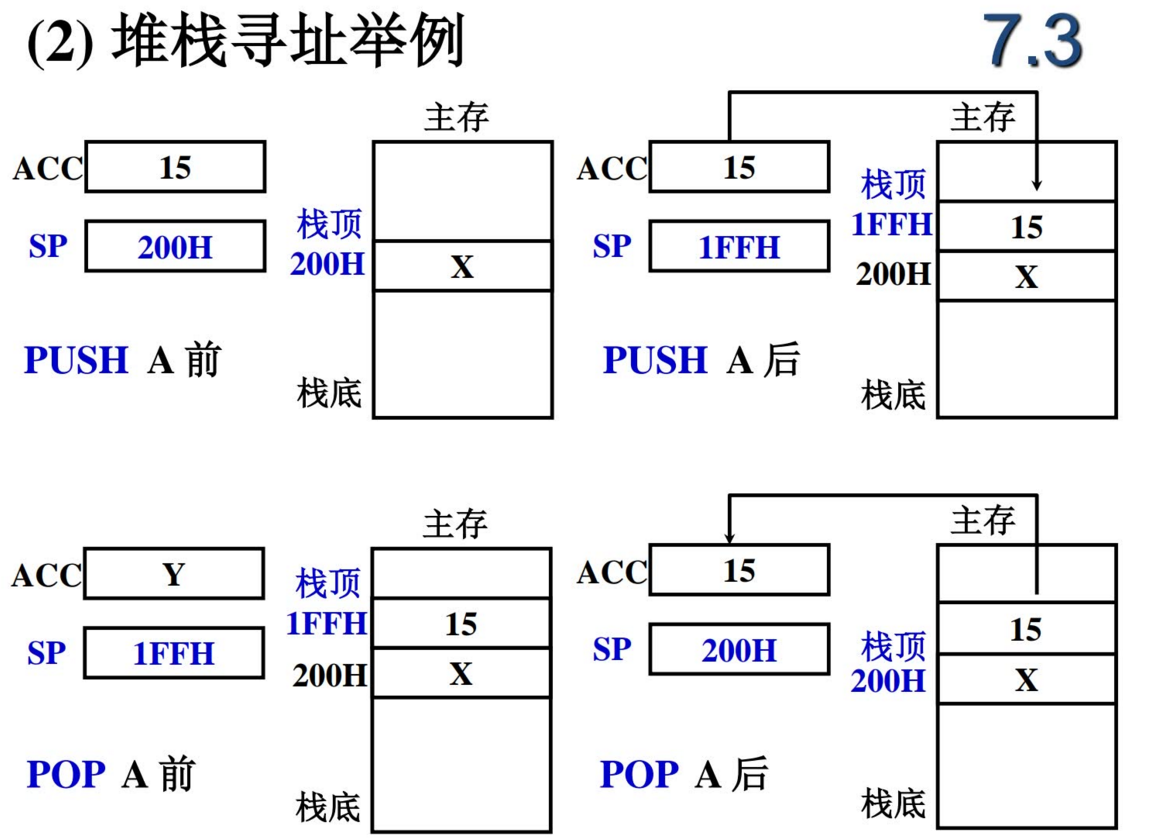 (2) 堆栈寻址举例
7.3
主存
ACC 15
SP 200H
栈顶
200H X
PUSH A 前
栈底
主存
ACC 15
栈顶
SP 1FFH
1FFH 15
200H X
PUSH A 后
栈底
主存
ACC Y
栈顶
SP 1FFH
1FFH 15
200H X
POP A 前
栈底
主存
ACC 15
SP 200H
15
栈顶
200H X
POP A 后
栈底